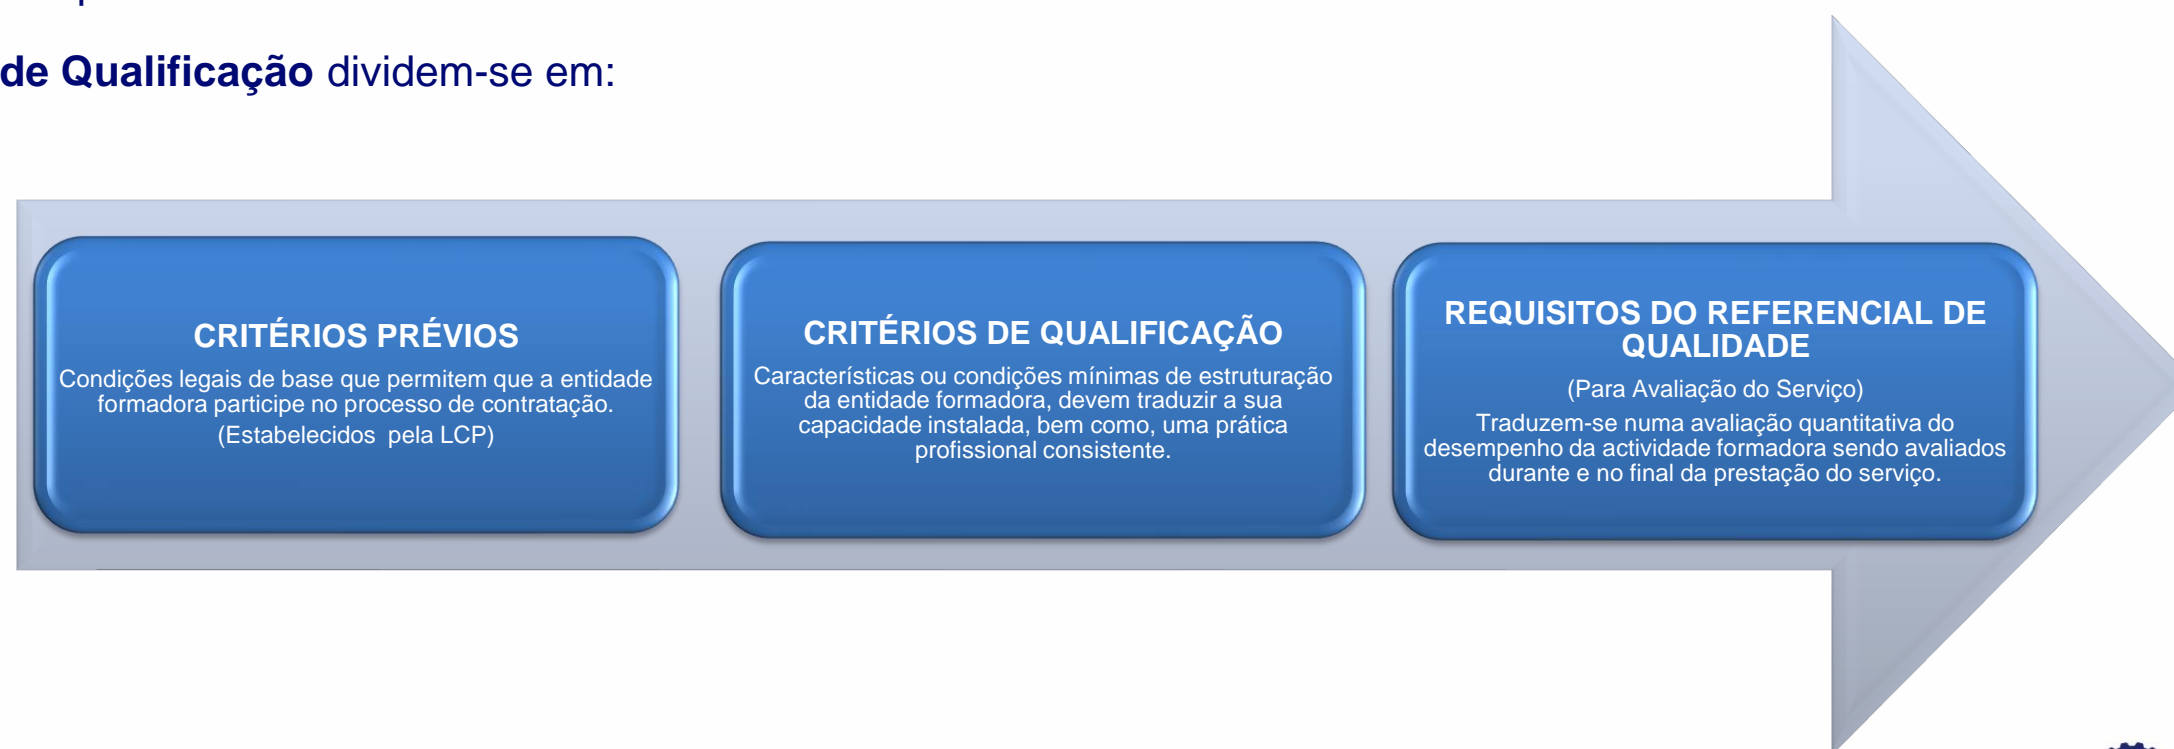 de Qualificação dividem-se em:
CRITÉRIOS PRÉVIOS
Condições legais de base que permitem que a entidade
formadora participe no processo de contratação.
(Estabelecidos pela LCP)
CRITÉRIOS DE QUALIFICAÇÃO
Características ou condições mínimas de estruturação
da entidade formadora, devem traduzir a sua
capacidade instalada, bem como, uma prática
profissional consistente.
REQUISITOS DO REFERENCIAL DE
QUALIDADE
(Para Avaliação do Serviço)
Traduzem-se numa avaliação quantitativa do
desempenho da actividade formadora sendo avaliados
durante e no final da prestação do serviço.